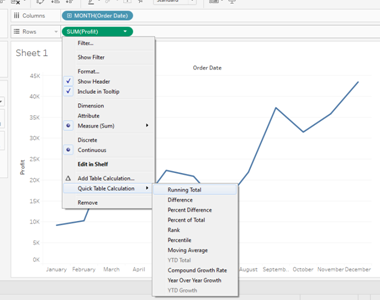 Standard
Columns
MONTH(Order Date)
Rows
SUM(Profit)
Sheet 1
Filter...
Show Filter
Format...
Show Header
Include in Tooltip
Dimension
Attribute
Measure (Sum)
Discrete
Continuous
Edit in Shelf
Add Table Calculation...
Quick Table Calculation
Remove
Running Total
Difference
Percent Difference
Percent of Total
Rank
Percentile
Moving Average
YTD Total
Compound Growth Rate
Year Over Year Growth
YTD Growth
Order Date
Profit
45K
40K
35K
30K
25K
20K
15K
10K
5K
0K
January
February
March
April
August
Septemb..
October
November
December